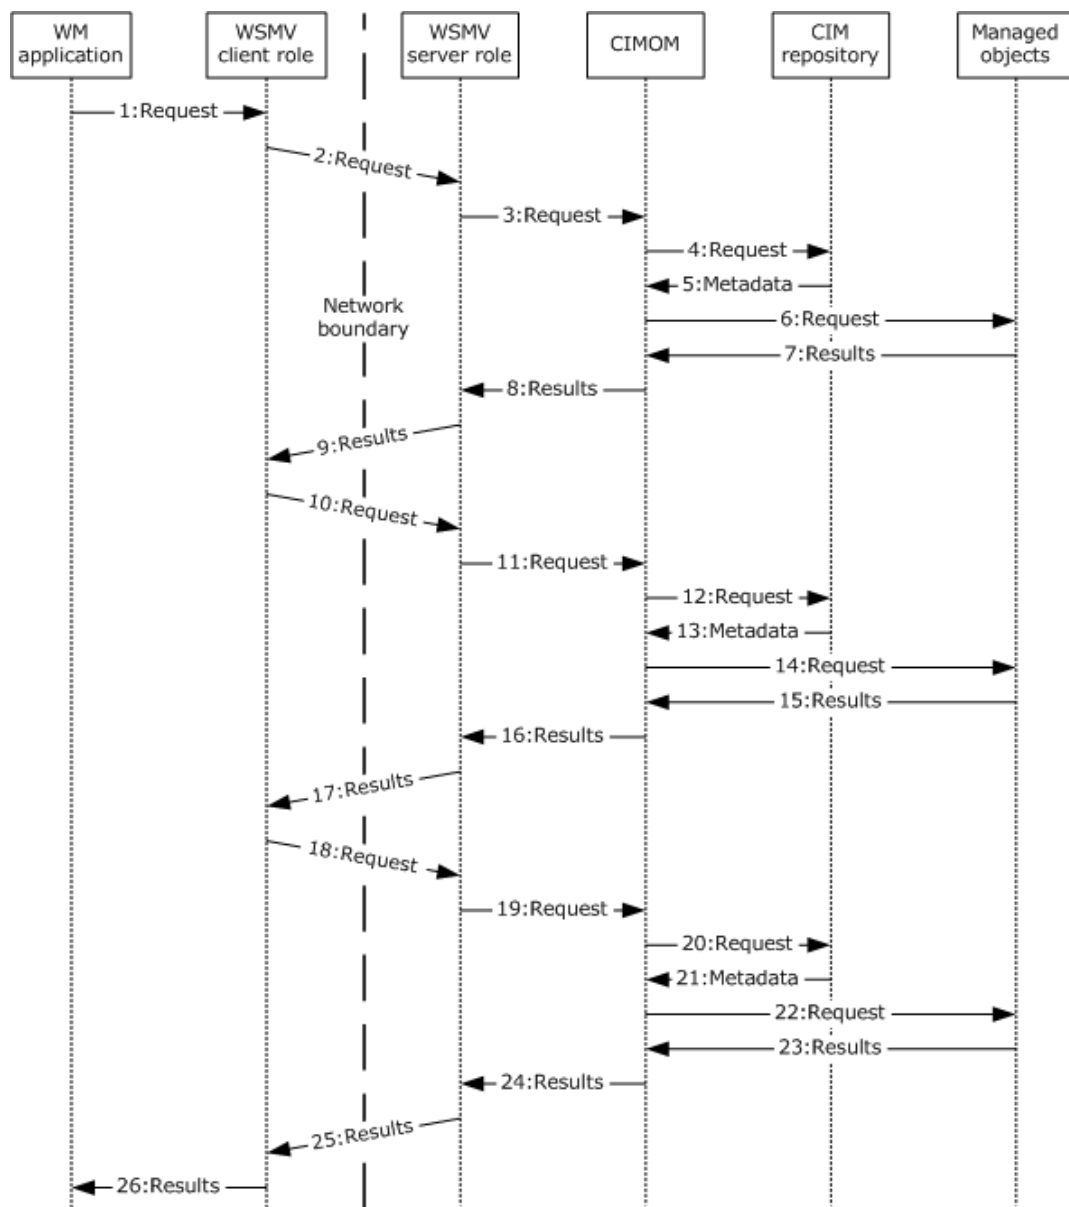 WM
application
WSMV
client role
WSMV
server role
CIMOM
CIM
repository
Managed
objects
1:Request
2:Request
3:Request
4:Request
5:Metadata
Network
boundary
6:Request
7:Results
8:Results
9:Results
10:Request
11:Request
12:Request
13:Metadata
14:Request
15:Results
16:Results
17:Results
18:Request
19:Request
20:Request
21:Metadata
22:Request
23:Results
24:Results
25:Results
26:Results